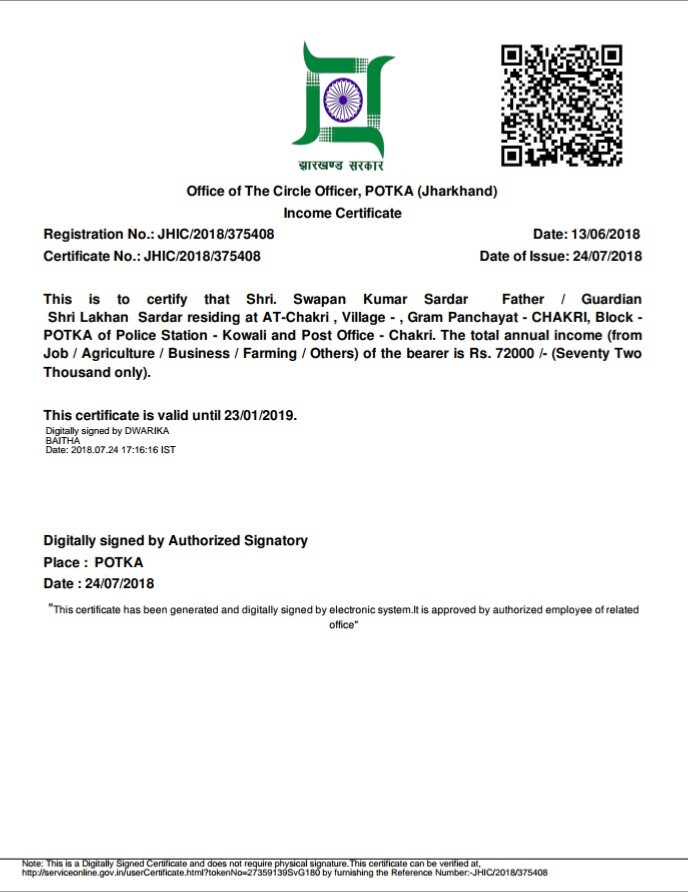 झारखण्ड सरकार
Office of The Circle Officer, POTKA (Jharkhand)
Income Certificate
Registration No.: JHIC/2018/375408 Date: 13/06/2018
Certificate No.: JHIC/2018/375408 Date of Issue: 24/07/2018
This is to certify that Shri. Swapan Kumar Sardar Father / Guardian
Shri Lakhan Sardar residing at AT-Chakri , Village - , Gram Panchayat - CHAKRI, Block -
POTKA of Police Station - Kowali and Post Office - Chakri. The total annual income (from
Job / Agriculture / Business / Farming / Others) of the bearer is Rs. 72000 /- (Seventy Two
Thousand only).
This certificate is valid until 23/01/2019.
Digitally signed by DWARIKA
BAITHA
Date: 2018.07.24 17:16:16 IST
Digitally signed by Authorized Signatory
Place : POTKA
Date : 24/07/2018
"This certificate has been generated and digitally signed by electronic system.It is approved by authorized employee of related
office"
Note: This is a Digitally Signed Certificate and does not require physical signature.This certificate can be verified at,
http://serviceonline.gov.in/userCertificate.html?tokenNo=27359139SvG180 by furnishing the Reference Number:-JHIC/2018/375408